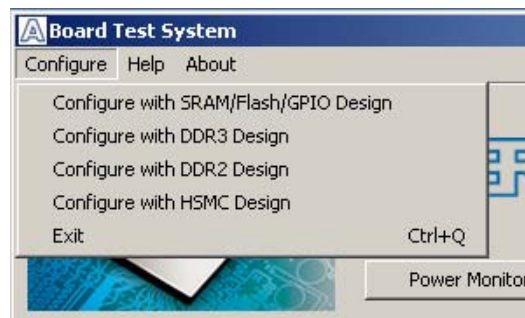 Board Test System
Configure Help About
Configure with SRAM/Flash/GPIO Design
Configure with DDR3 Design
Configure with DDR2 Design
Configure with HSMC Design
Exit Ctrl+Q
Power Monitor